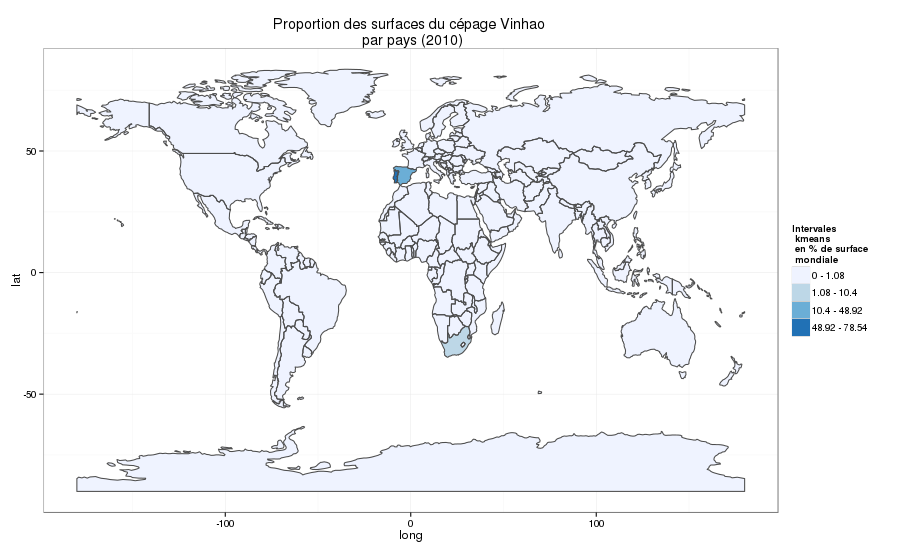 Proportion des surfaces du cépage Vinhao
par pays (2010)
50
0
-50
lat
-100
0
100
long
Intervales
kmeans
en % de surface
mondiale
0 - 1.08
1.08 - 10.4
10.4 - 48.92
48.92 - 78.54